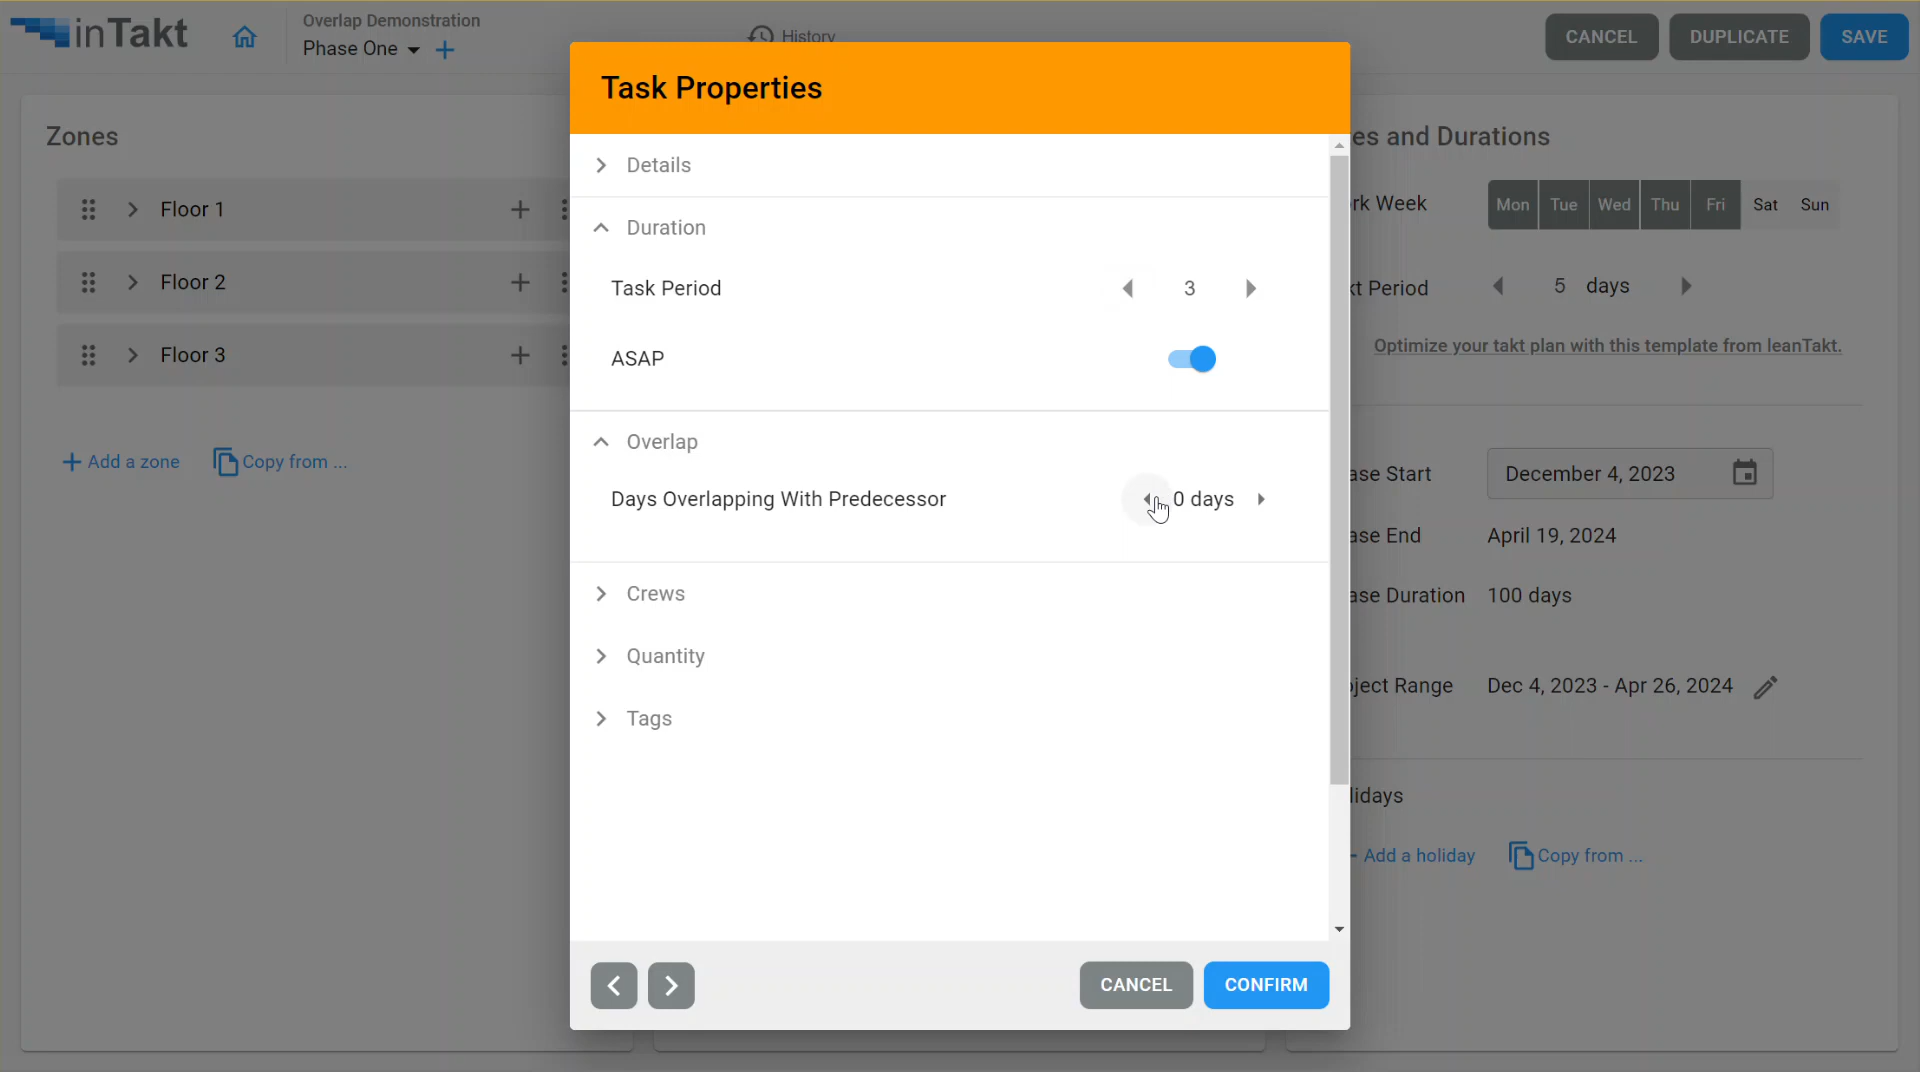 inTakt
Overlap Demonstration
Phase One
History
CANCEL
DUPLICATE
SAVE
Zones
Floor 1
Floor 2
Floor 3
Add a zone
Copy from ...
Task Properties
Details
Duration
Task Period
3
ASAP
Overlap
Days Overlapping With Predecessor
0 days
Crews
Quantity
Tags
CANCEL
CONFIRM
es and Durations
rk Week
Mon Tue Wed Thu Fri Sat Sun
kt Period
5 days
Optimize your takt plan with this template from leanTakt.
ase Start
December 4, 2023
ase End
April 19, 2024
ase Duration
100 days
oject Range
Dec 4, 2023 - Apr 26, 2024
lidays
Add a holiday
Copy from ...